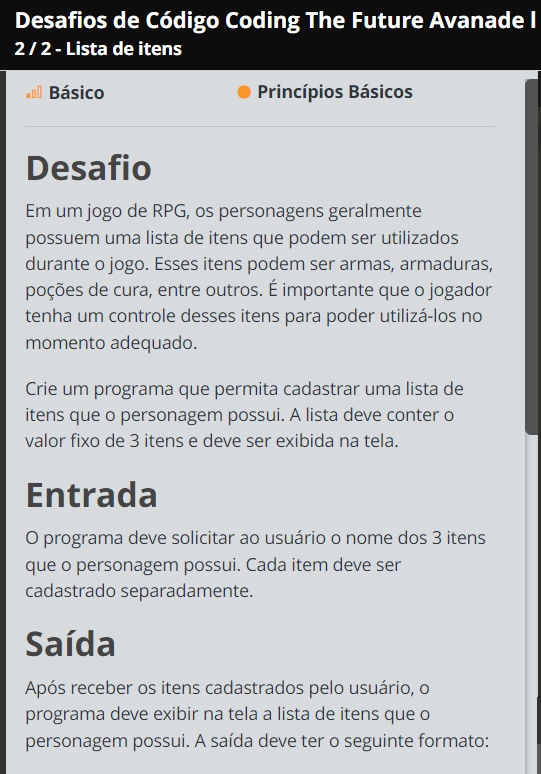 Desafios de Código Coding The Future Avanade
2 / 2 - Lista de itens
Básico
Princípios Básicos
Desafio
Em um jogo de RPG, os personagens geralmente
possuem uma lista de itens que podem ser utilizados
durante o jogo. Esses itens podem ser armas, armaduras,
poções de cura, entre outros. É importante que o jogador
tenha um controle desses itens para poder utilizá-los no
momento adequado.
Crie um programa que permita cadastrar uma lista de
itens que o personagem possui. A lista deve conter o
valor fixo de 3 itens e deve ser exibida na tela.
Entrada
O programa deve solicitar ao usuário o nome dos 3 itens
que o personagem possui. Cada item deve ser
cadastrado separadamente.
Saída
Após receber os itens cadastrados pelo usuário, o
programa deve exibir na tela a lista de itens que o
personagem possui. A saída deve ter o seguinte formato: